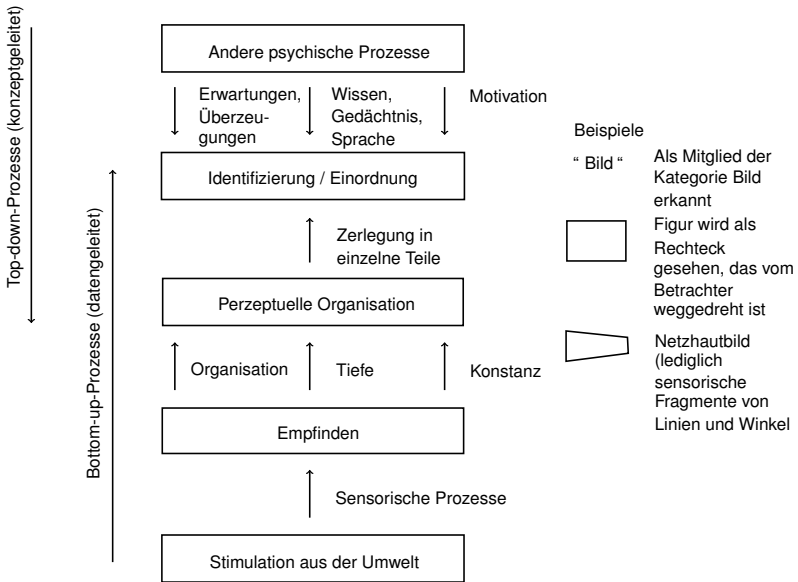 Top-down-Prozesse (konzeptgeleitet)
Bottom-up-Prozesse (datengeleitet)
Andere psychische Prozesse
Erwartungen,
Überzeu-
gungen
Wissen,
Gedächtnis,
Sprache
Motivation
Identifizierung / Einordnung
Zerlegung in
einzelne Teile
Perzeptuelle Organisation
Organisation
Tiefe
Konstanz
Empfinden
Sensorische Prozesse
Stimulation aus der Umwelt
Beispiele
“ Bild “
Als Mitglied der
Kategorie Bild
erkannt
Figur wird als
Rechteck
gesehen, das vom
Betrachter
weggedreht ist
Netzhautbild
(lediglich
sensorische
Fragmente von
Linien und Winkel